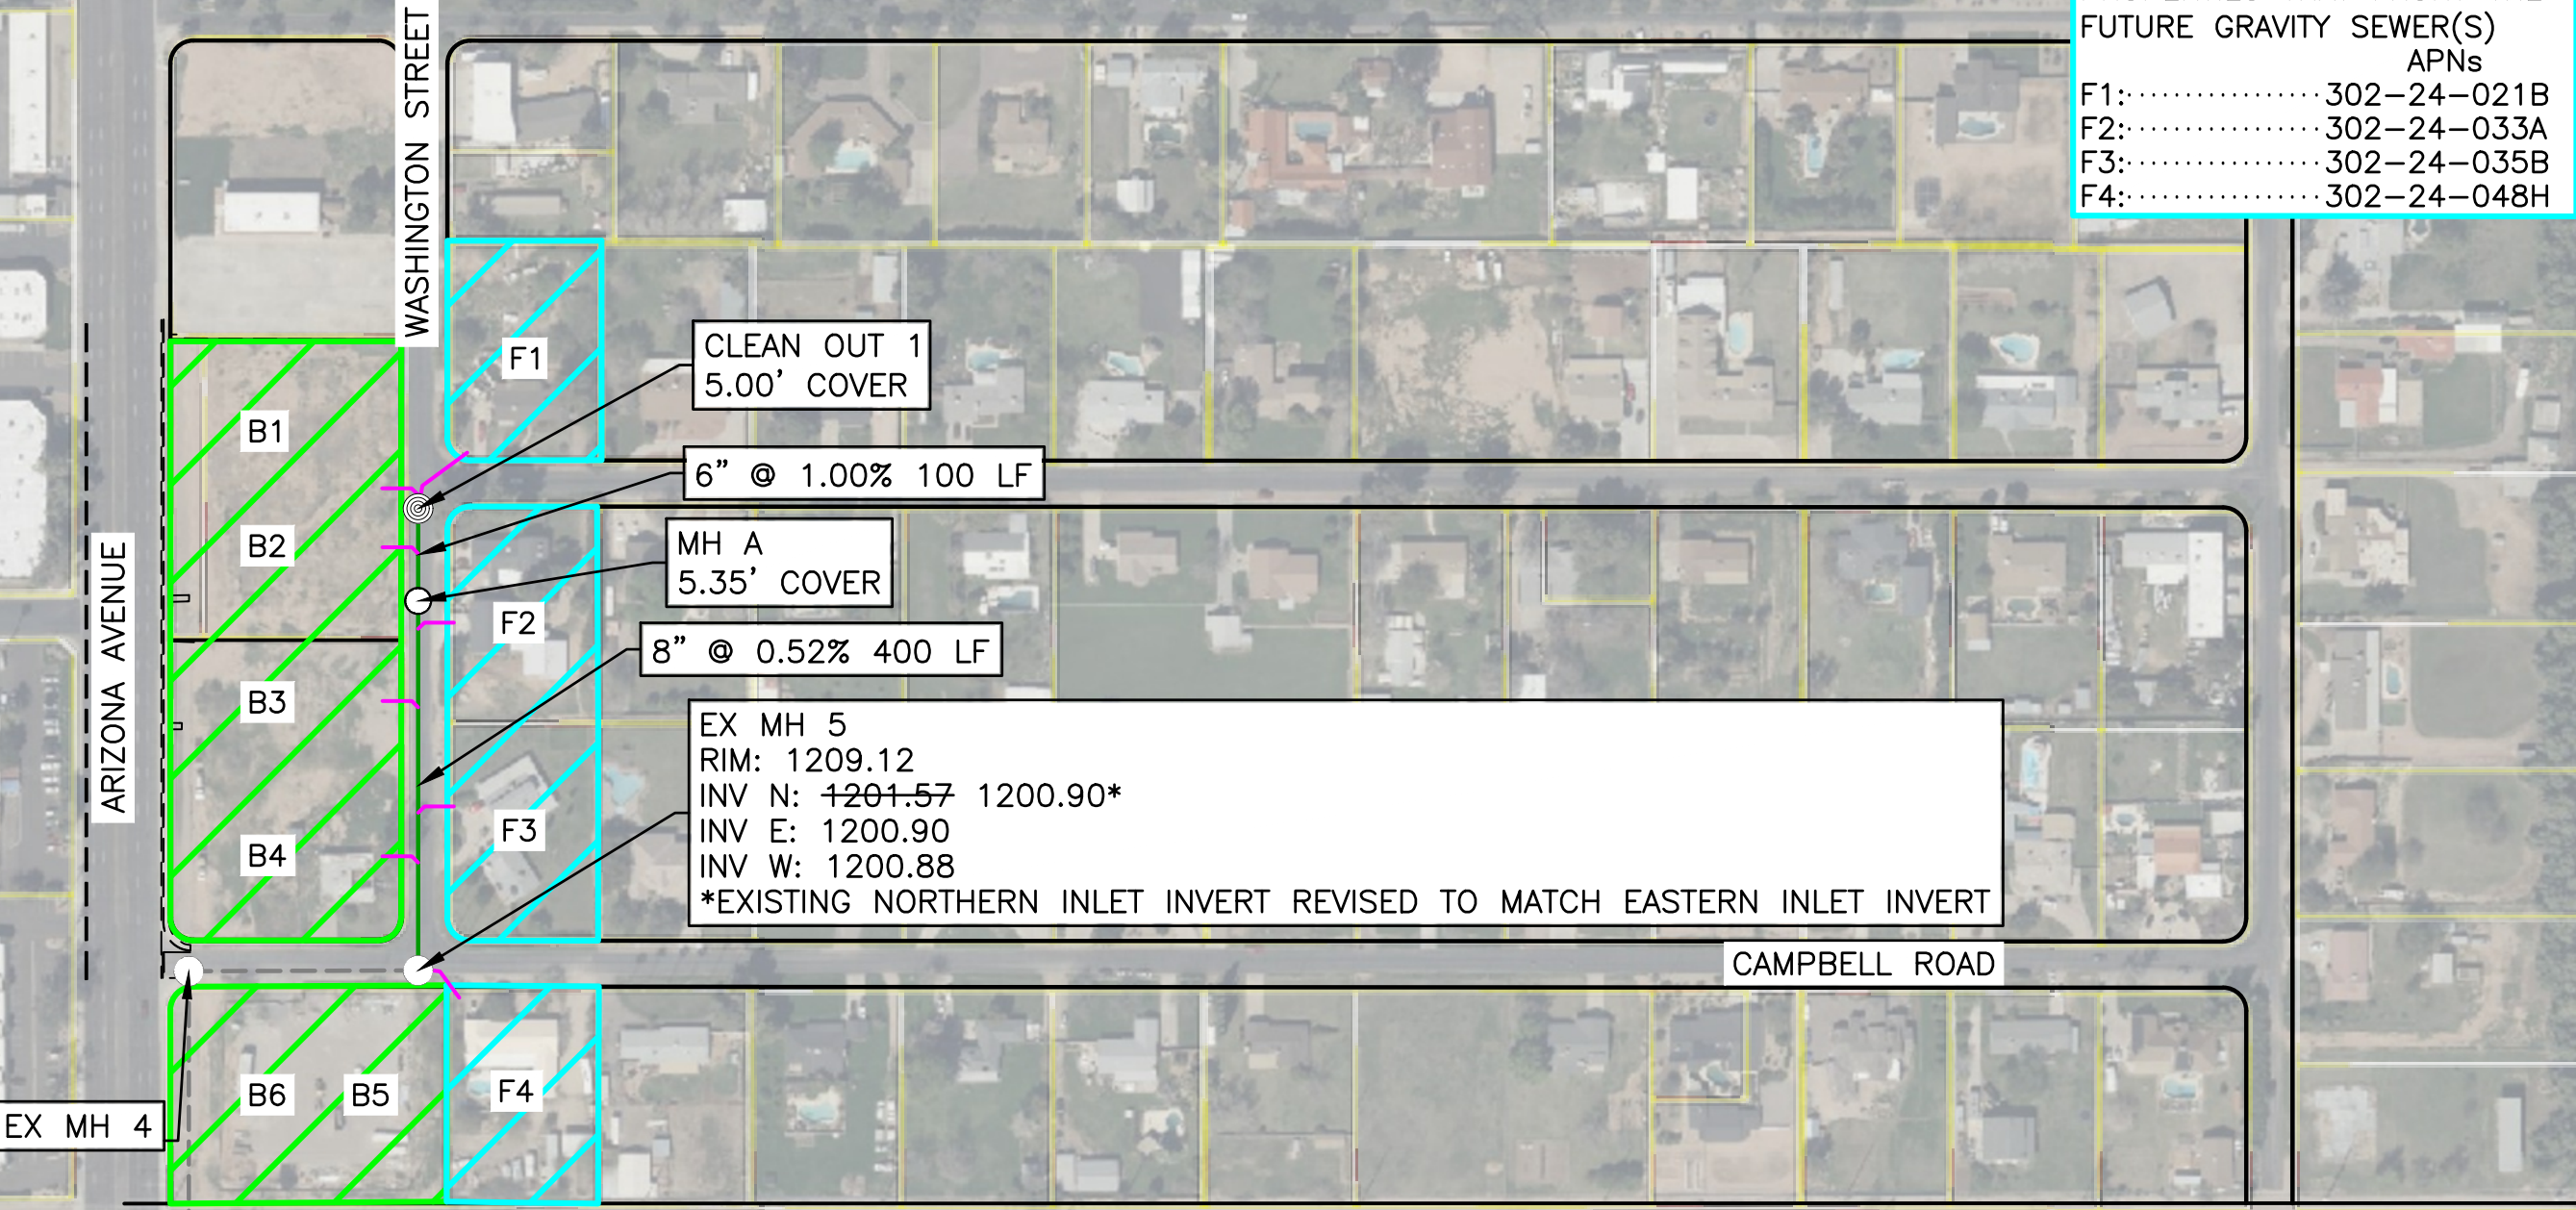 FUTURE GRAVITY SEWER(S)
APNs
F1:················302-24-021B
F2:················302-24-033A
F3:················302-24-035B
F4:················302-24-048H
WASHINGTON STREET
F1
CLEAN OUT 1
5.00' COVER
B1
6" @ 1.00% 100 LF
B2
MH A
5.35' COVER
F2
ARIZONA AVENUE
8" @ 0.52% 400 LF
B3
EX MH 5
RIM: 1209.12
INV N: 1201.57 1200.90*
INV E: 1200.90
INV W: 1200.88
*EXISTING NORTHERN INLET INVERT REVISED TO MATCH EASTERN INLET INVERT
F3
B4
CAMPBELL ROAD
B6
B5
F4
EX MH 4